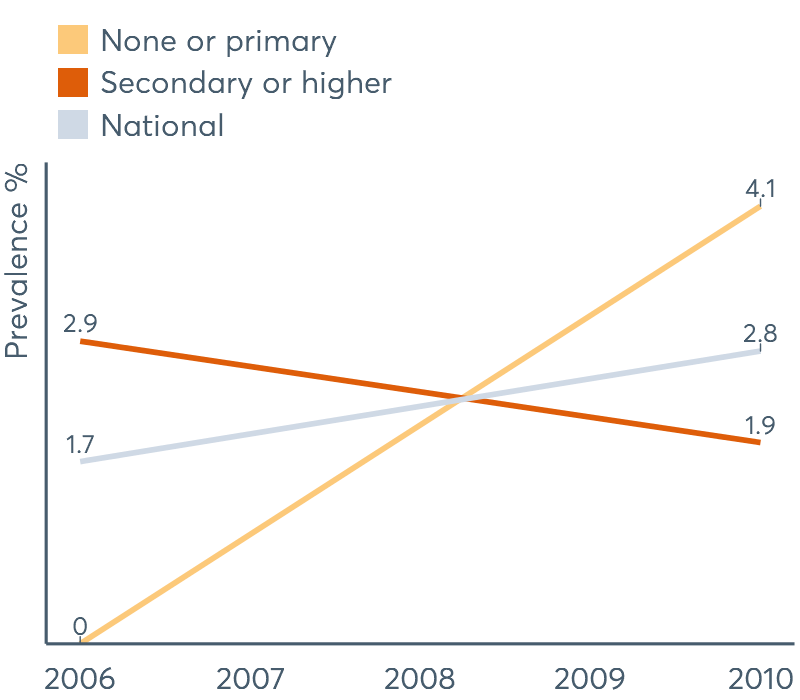 None or primary
Secondary or higher
National
Prevalence %
4.1
2.9
2.8
1.9
1.7
0
2006 2007 2008 2009 2010